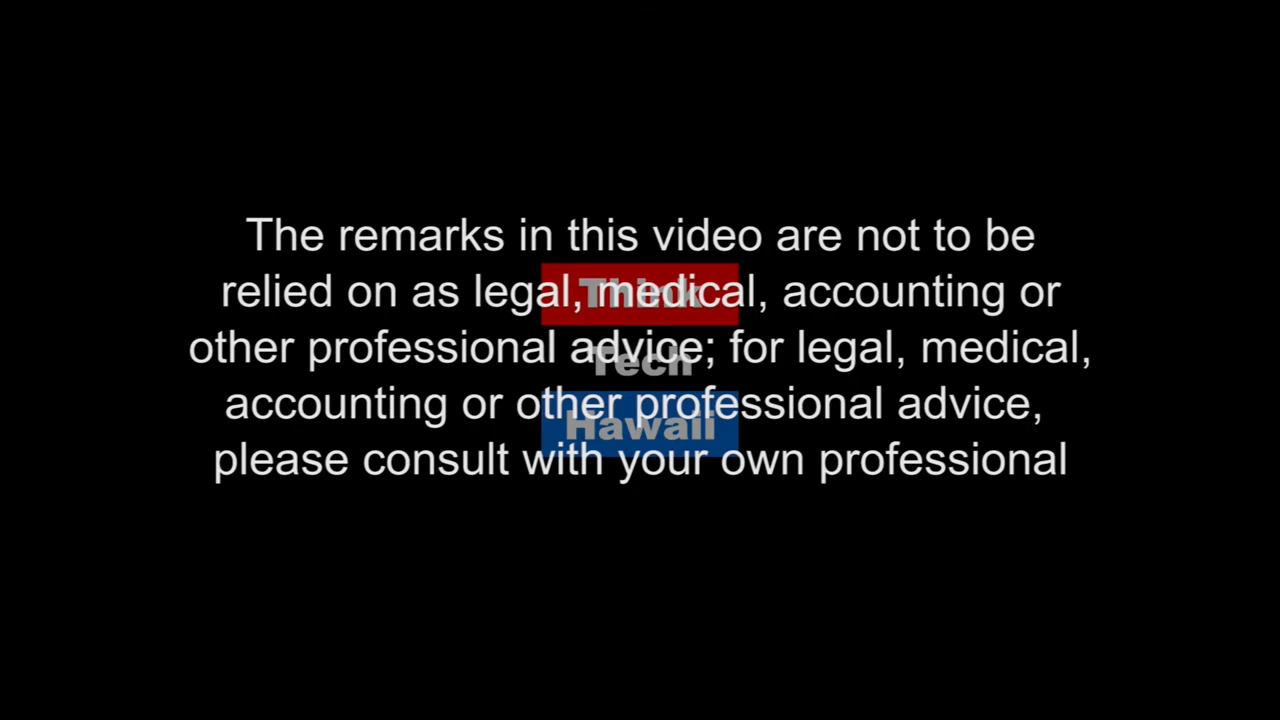 The remarks in this video are not to be
relied on as legal, medical, accounting or
other professional advice; for legal, medical,
accounting or other professional advice,
please consult with your own professional
Think
Tech
Hawaii